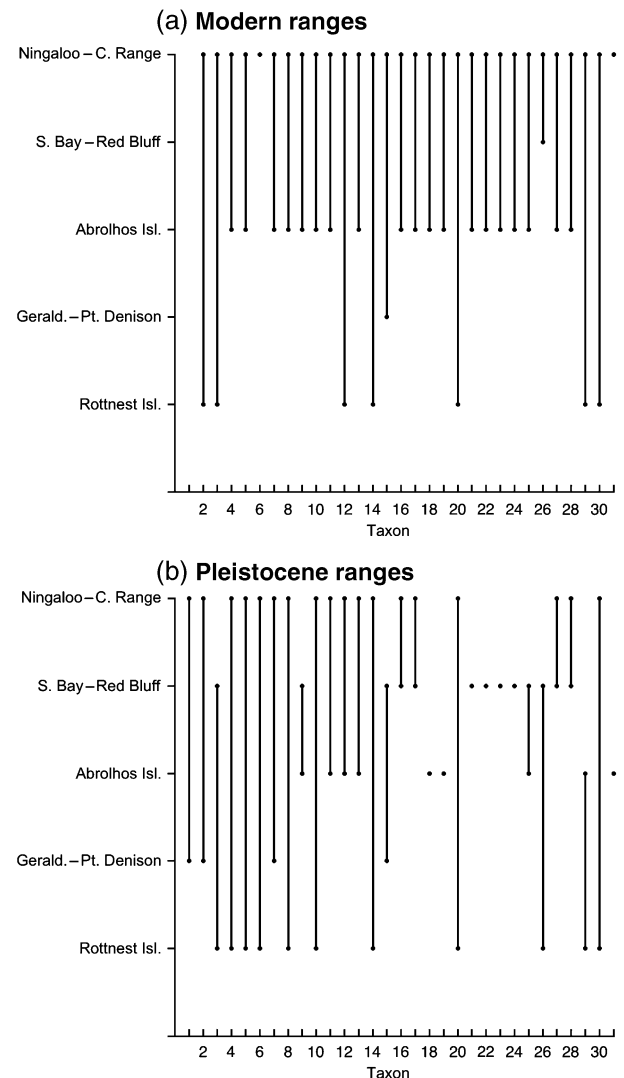 (a) Modern ranges
Ningaloo–C. Range
S. Bay–Red Bluff
Abrolhos Isl.
Gerald.–Pt. Denison
Rottnest Isl.
2 4 6 8 10 12 14 16 18 20 22 24 26 28 30
Taxon
(b) Pleistocene ranges
Ningaloo–C. Range
S. Bay–Red Bluff
Abrolhos Isl.
Gerald.–Pt. Denison
Rottnest Isl.
2 4 6 8 10 12 14 16 18 20 22 24 26 28 30
Taxon